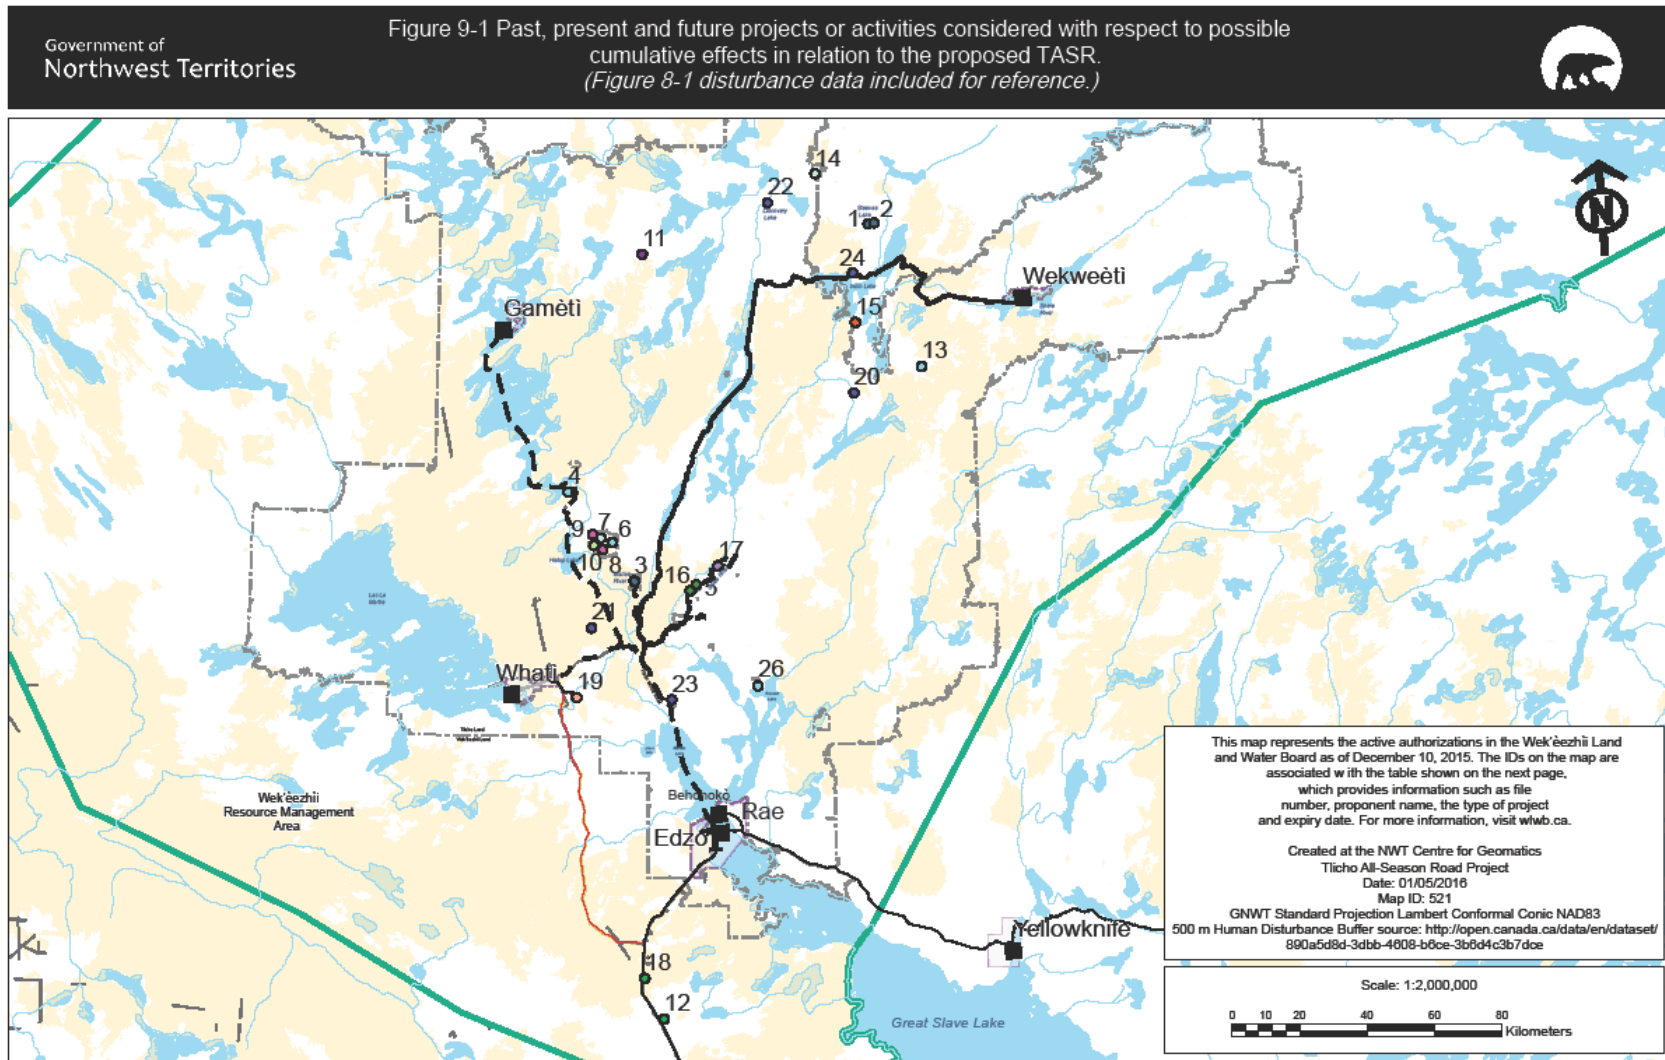 Government of
Northwest Territories
Figure 9-1 Past, present and future projects or activities considered with respect to possible
cumulative effects in relation to the proposed TASR.
(Figure 8-1 disturbance data included for reference.)
14
22
1
2
11
24
Wekweètì
Gamètì
15
13
20
4
9
7
6
10
8
3
17
16
5
21
Whatì
19
23
26
Wek'èezhìi
Resource Management
Area
Behchokò
Rae
Edzo
Yellowknife
18
12
Great Slave Lake
N
This map represents the active authorizations in the Wek'èezhìi Land
and Water Board as of December 10, 2015. The IDs on the map are
associated with the table shown on the next page,
which provides information such as file
number, proponent name, the type of project
and expiry date. For more information, visit wlwb.ca.
Created at the NWT Centre for Geomatics
Tlicho All-Season Road Project
Date: 01/05/2016
Map ID: 521
GNWT Standard Projection Lambert Conformal Conic NAD83
500 m Human Disturbance Buffer source: http://open.canada.ca/data/en/dataset/
890a5d8d-3dbb-4608-b6ce-3b6d4c3b7dce
Scale: 1:2,000,000
0 10 20 40 60 80
Kilometers